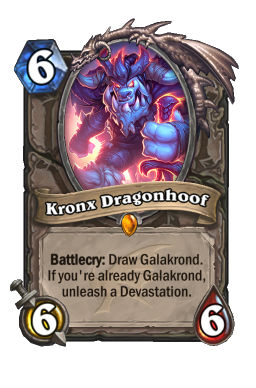 6
Kronx Dragonhoof
Battlecry: Draw Galakrond.
If you're already Galakrond,
unleash a Devastation.
6 6